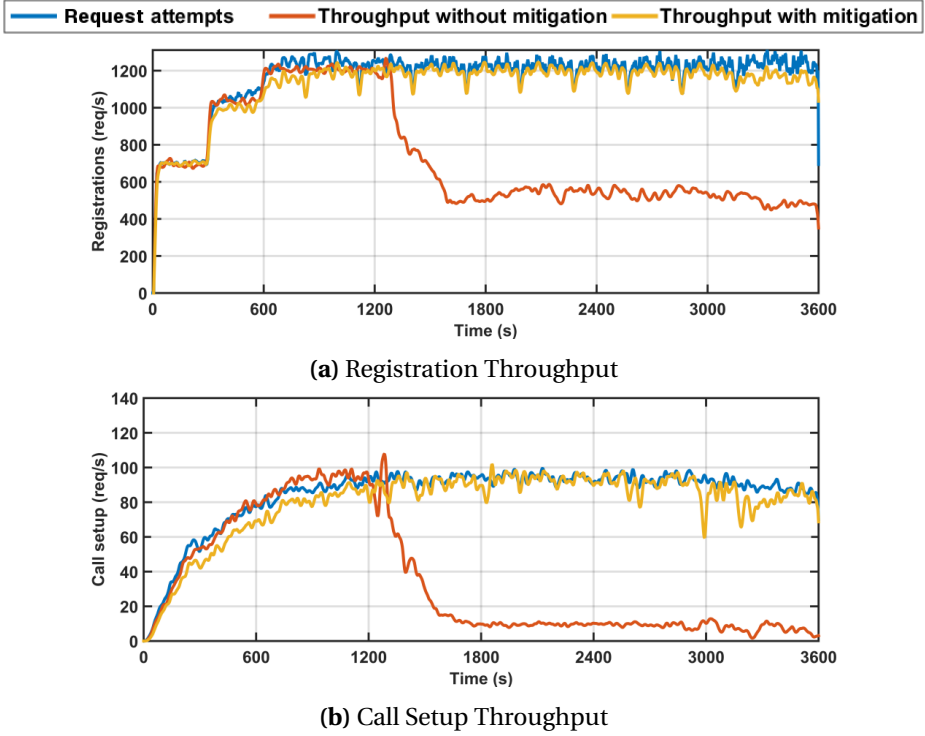 Request attempts Throughput without mitigation Throughput with mitigation
Registrations (req/s)
1200
1000
800
600
400
200
0
0 600 1200 1800 2400 3000 3600
Time (s)
(a) Registration Throughput
Call setup (req/s)
140
120
100
80
60
40
20
0
0 600 1200 1800 2400 3000 3600
Time (s)
(b) Call Setup Throughput